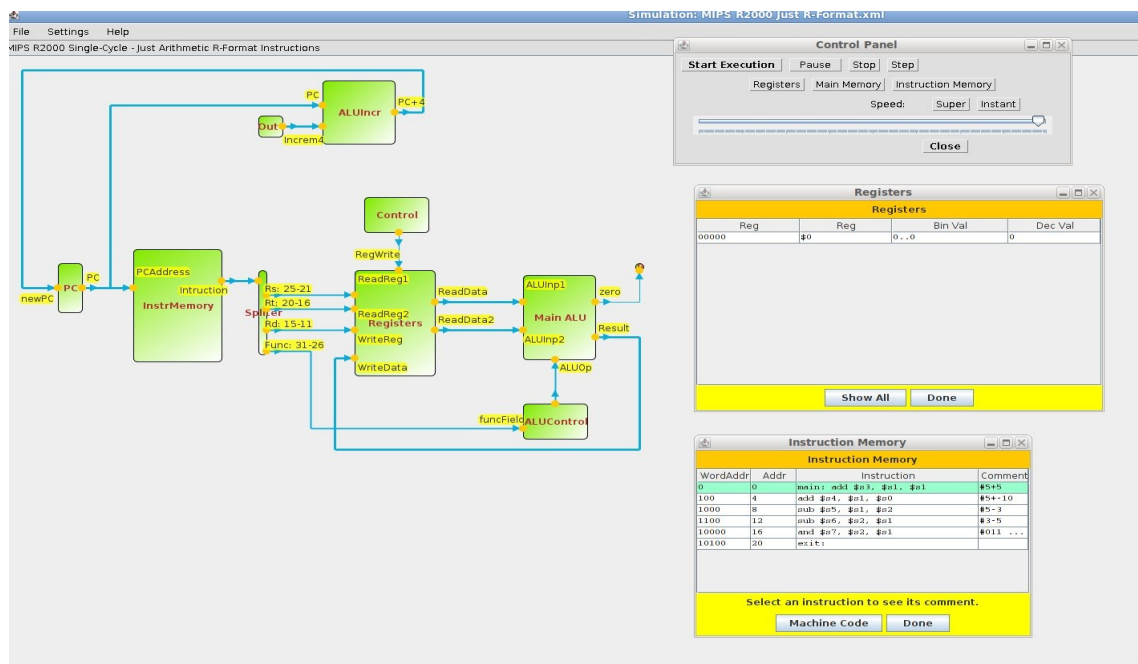 Simulation: MIPS R2000 Just R-Format.xml
File Settings Help
MIPS R2000 Single-Cycle - Just Arithmetic R-Format Instructions
PC
ALUIncr
PC+4
Out
Increm4
Control
RegWrite
PC
PC
newPC
PCAddress
Intruction
InstrMemory
Splitter
Rs: 25-21
Rt: 20-16
Rd: 15-11
Func: 31-26
ReadReg1
ReadReg2
Registers
WriteReg
WriteData
ReadData
ReadData2
ALUInp1
Main ALU
ALUInp2
zero
Result
ALUOp
funcField
ALUControl
Control Panel
Start Execution Pause Stop Step
Registers Main Memory Instruction Memory
Speed: Super Instant
Close
Registers
Registers
Reg Reg Bin Val Dec Val
00000 $0 0..0 0
Show All Done
Instruction Memory
Instruction Memory
WordAddr Addr Instruction Comment
0 0 main: add $s3, $s1, $s1 #5+5
100 4 add $s4, $s1, $s0 #5+-10
1000 8 sub $s5, $s1, $s2 #5-3
1100 12 sub $s6, $s2, $s1 #3-5
10000 16 and $s7, $s2, $s1 #011 ...
10100 20 exit:
Select an instruction to see its comment.
Machine Code Done